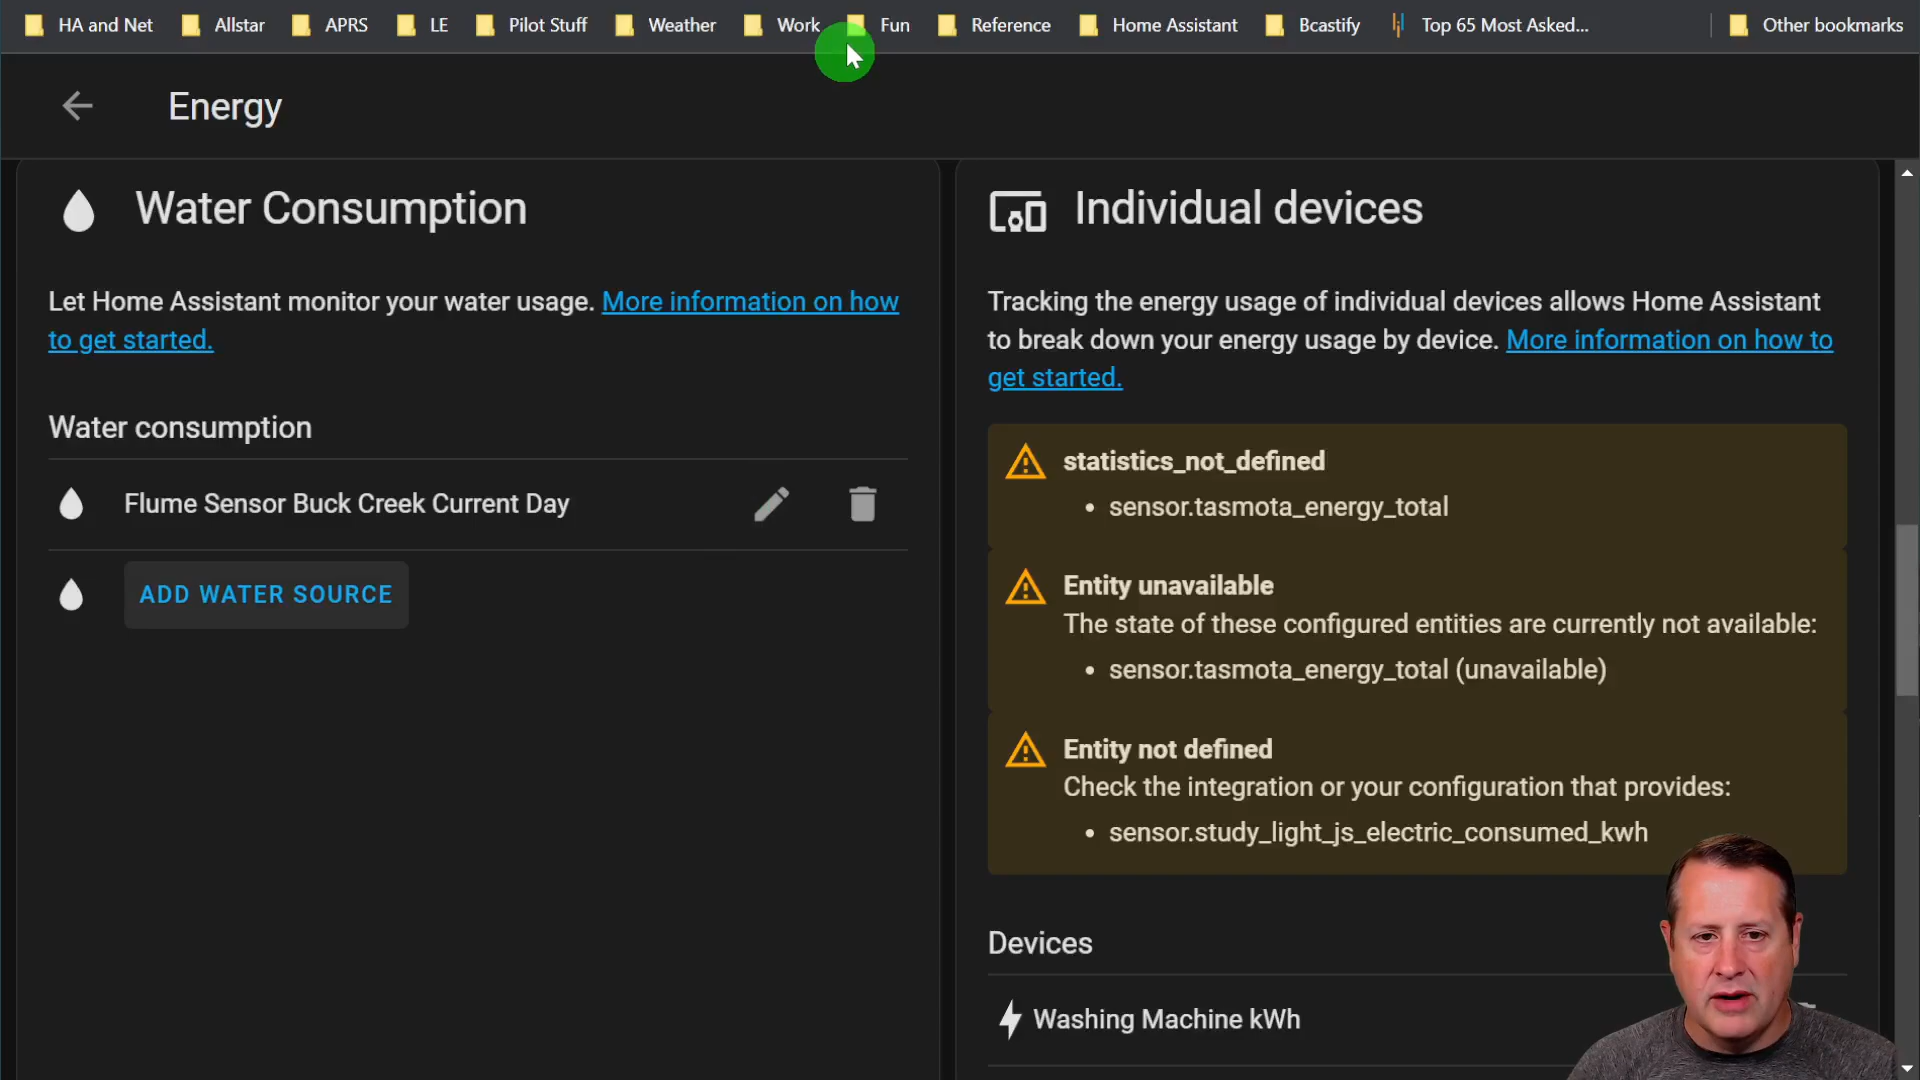 HA and Net
Allstar
APRS
LE
Pilot Stuff
Weather
Work
Fun
Reference
Home Assistant
Bcastify
Top 65 Most Asked...
Other bookmarks
Energy
Water Consumption
Let Home Assistant monitor your water usage. More information on how
to get started.
Water consumption
Flume Sensor Buck Creek Current Day
ADD WATER SOURCE
Individual devices
Tracking the energy usage of individual devices allows Home Assistant
to break down your energy usage by device. More information on how to
get started.
statistics_not_defined
• sensor.tasmota_energy_total
Entity unavailable
The state of these configured entities are currently not available:
• sensor.tasmota_energy_total (unavailable)
Entity not defined
Check the integration or your configuration that provides:
• sensor.study_light_js_electric_consumed_kwh
Devices
Washing Machine kWh